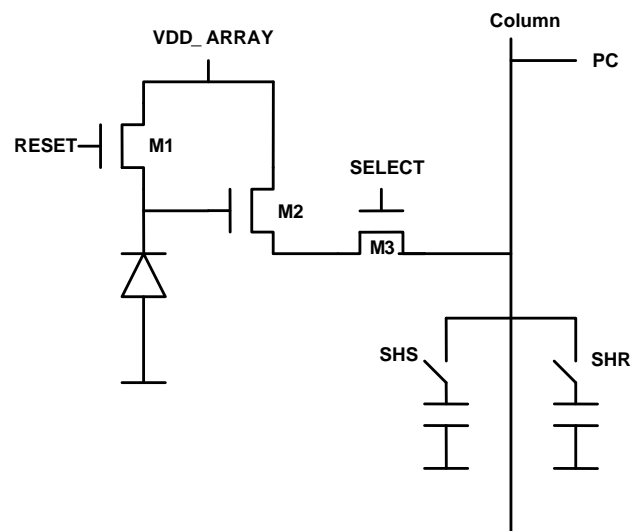 Column
VDD_ ARRAY
PC
RESET
M1
SELECT
M2
M3
SHS
SHR